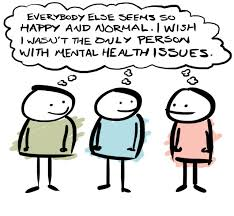 EVERYBODY ELSE SEEMS SO
HAPPY AND NORMAL. I WISH
I WASN'T THE ONLY PERSON
WITH MENTAL HEALTH ISSUES.